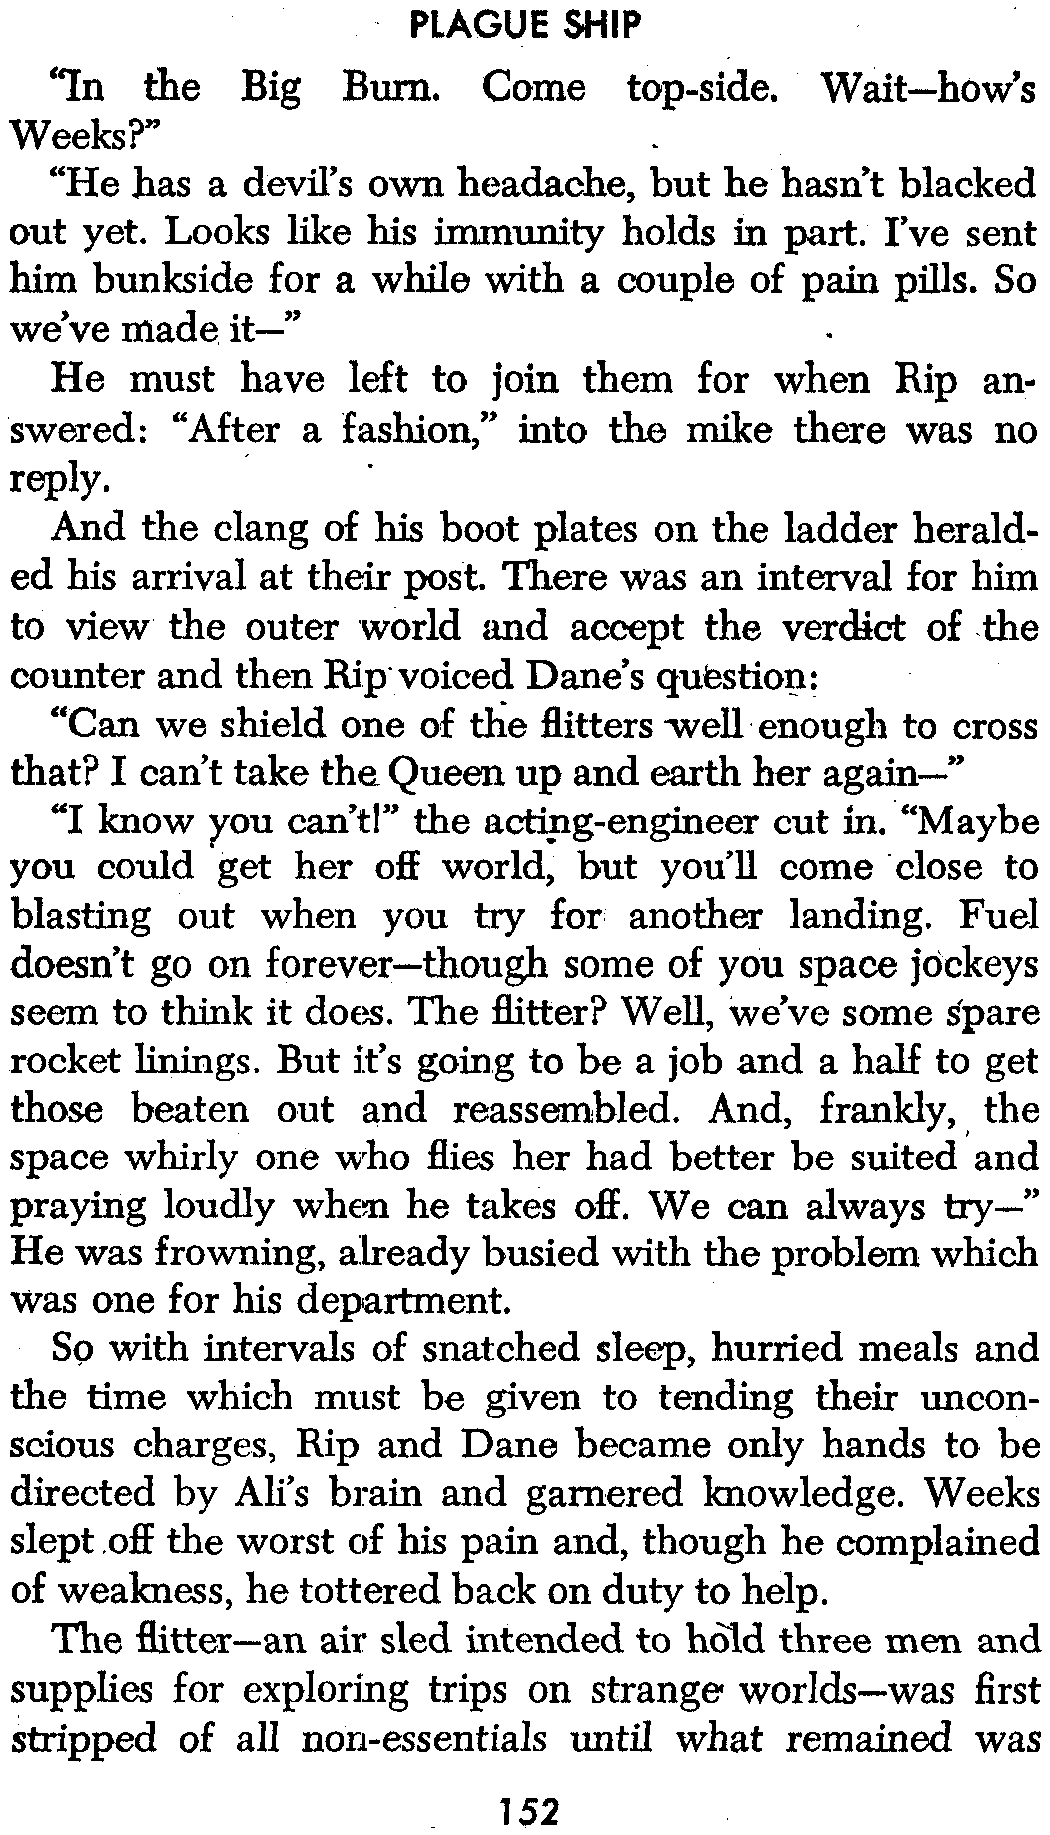 PLAGUE SHIP
“In the Big Burn. Come top-side. Wait—how’s
Weeks?”
“He has a devil’s own headache, but he hasn’t blacked
out yet. Looks like his immunity holds in part. I’ve sent
him bunkside for a while with a couple of pain pills. So
we’ve made it—”
He must have left to join them for when Rip an-
swered: “After a fashion,” into the mike there was no
reply.
And the clang of his boot plates on the ladder herald-
ed his arrival at their post. There was an interval for him
to view the outer world and accept the verdict of the
counter and then Rip voiced Dane’s question:
“Can we shield one of the flitters well enough to cross
that? I can’t take the Queen up and earth her again—”
“I know you can’t!” the acting-engineer cut in. “Maybe
you could get her off world, but you’ll come close to
blasting out when you try for another landing. Fuel
doesn’t go on forever—though some of you space jockeys
seem to think it does. The flitter? Well, we’ve some spare
rocket linings. But it’s going to be a job and a half to get
those beaten out and reassembled. And, frankly, the
space whirly one who flies her had better be suited and
praying loudly when he takes off. We can always try—”
He was frowning, already busied with the problem which
was one for his department.
So with intervals of snatched sleep, hurried meals and
the time which must be given to tending their uncon-
scious charges, Rip and Dane became only hands to be
directed by Ali’s brain and garnered knowledge. Weeks
slept off the worst of his pain and, though he complained
of weakness, he tottered back on duty to help.
The flitter—an air sled intended to hold three men and
supplies for exploring trips on strange worlds—was first
stripped of all non-essentials until what remained was
152